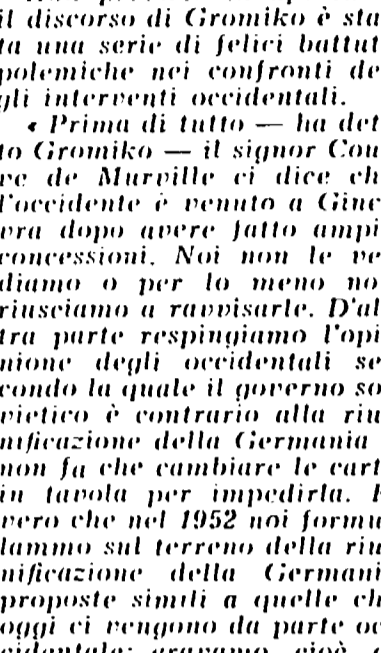 il discorso di Gromiko è sta
ta una serie di felici battut
polemiche nei confronti de
gli interventi occidentali.
« Prima di tutto — ha det
to Gromiko — il signor Cou
ve de Murville ci dice ch
l'occidente è venuto a Gine
vra dopo avere fatto ampi
concessioni. Noi non le ve
diamo o per lo meno no
riusciamo a ravvisarle. D'al
tra parte respingiamo l'opi
nione degli occidentali se
condo la quale il governo so
vietico è contrario alla riu
nificazione della Germania
non fa che cambiare le cart
in tavola per impedirla. E
vero che nel 1952 noi formu
lammo sul terreno della riu
nificazione della Germani
proposte simili a quelle ch
oggi ci vengono da parte oc
cidentale: eravamo cioè